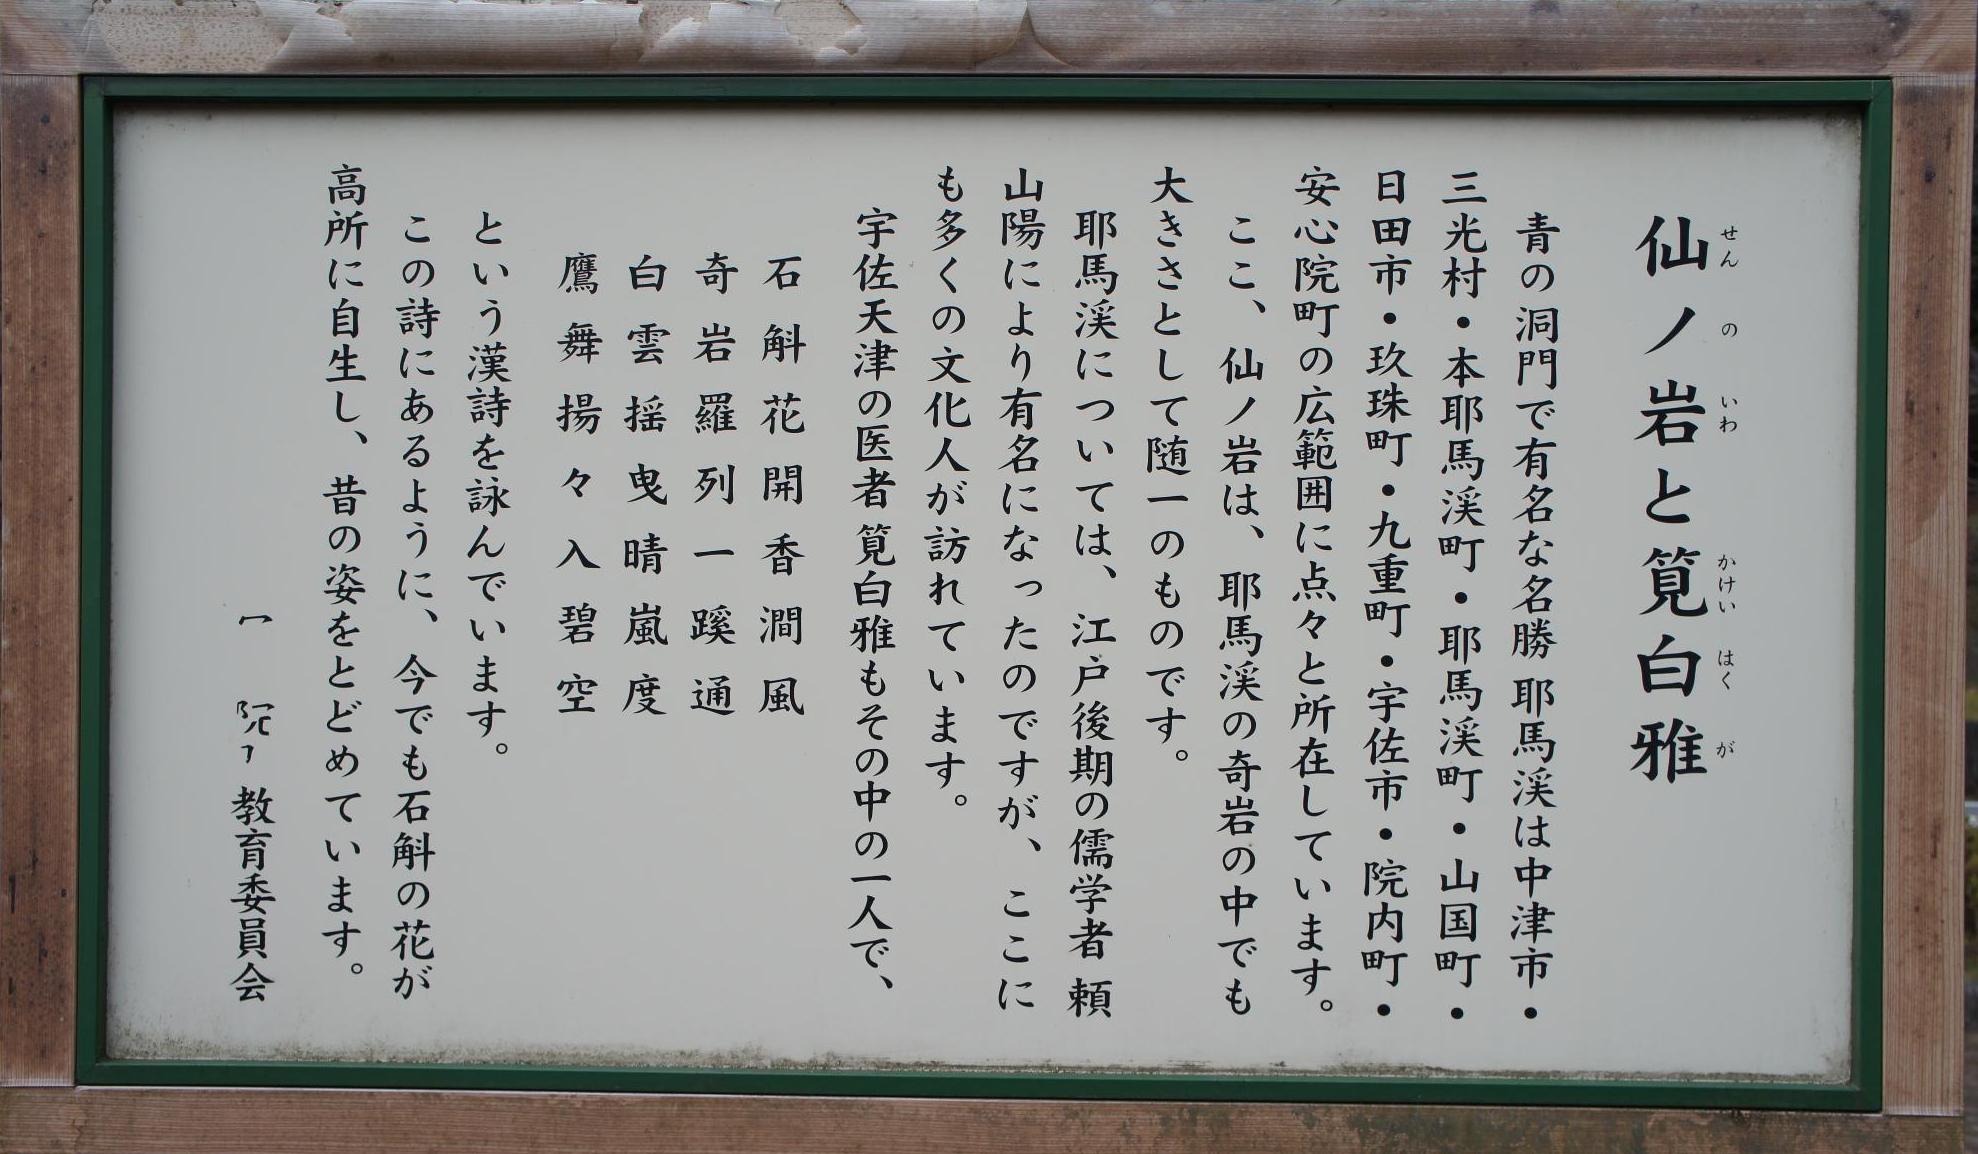 仙ノ岩と筧白雅
せん の いわ かけい はく が
青の洞門で有名な名勝 耶馬渓は中津市・
三光村・本耶馬渓町・耶馬渓町・山国町・
日田市・玖珠町・九重町・宇佐市・院内町・
安心院町の広範囲に点々と所在しています。
ここ、仙ノ岩は、耶馬渓の奇岩の中でも
大きさとして随一のものです。
耶馬渓については、江戸後期の儒学者 頼
山陽により有名になったのですが、ここに
も多くの文化人が訪れています。
宇佐天津の医者 筧白雅もその中の一人で、
石斛花開香澗風
奇岩羅列一蹊通
白雲揺曳晴嵐度
鷹舞揚々入碧空
という漢詩を詠んでいます。
この詩にあるように、今でも石斛の花が
高所に自生し、昔の姿をとどめています。
教育委員会